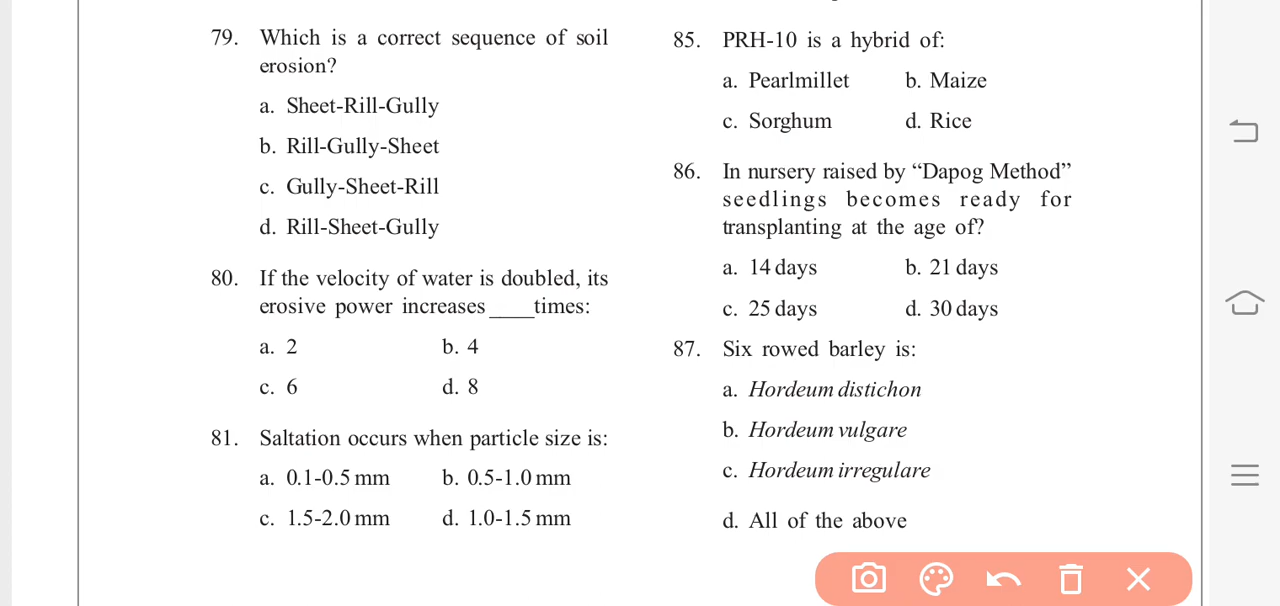 79. Which is a correct sequence of soil
erosion?
a. Sheet-Rill-Gully
b. Rill-Gully-Sheet
c. Gully-Sheet-Rill
d. Rill-Sheet-Gully
80. If the velocity of water is doubled, its
erosive power increases ____times:
a. 2 b. 4
c. 6 d. 8
81. Saltation occurs when particle size is:
a. 0.1-0.5 mm b. 0.5-1.0 mm
c. 1.5-2.0 mm d. 1.0-1.5 mm
85. PRH-10 is a hybrid of:
a. Pearlmillet b. Maize
c. Sorghum d. Rice
86. In nursery raised by “Dapog Method”
seedlings becomes ready for
transplanting at the age of?
a. 14 days b. 21 days
c. 25 days d. 30 days
87. Six rowed barley is:
a. Hordeum distichon
b. Hordeum vulgare
c. Hordeum irregulare
d. All of the above